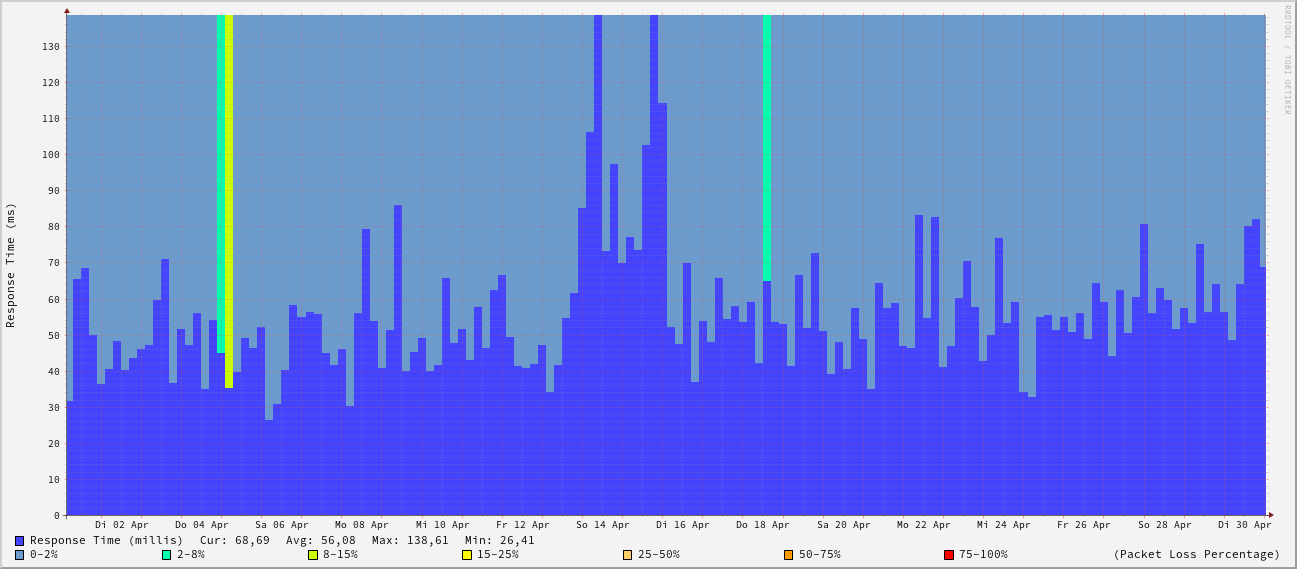 RRDTOOL / TOBI OETIKER
Response Time (ms)
130
120
110
100
90
80
70
60
50
40
30
20
10
0
Di 02 Apr Do 04 Apr Sa 06 Apr Mo 08 Apr Mi 10 Apr Fr 12 Apr So 14 Apr Di 16 Apr Do 18 Apr Sa 20 Apr Mo 22 Apr Mi 24 Apr Fr 26 Apr So 28 Apr Di 30 Apr
Response Time (millis) Cur: 68,69 Avg: 56,08 Max: 138,61 Min: 26,41
0-2% 2-8% 8-15% 15-25% 25-50% 50-75% 75-100% (Packet Loss Percentage)